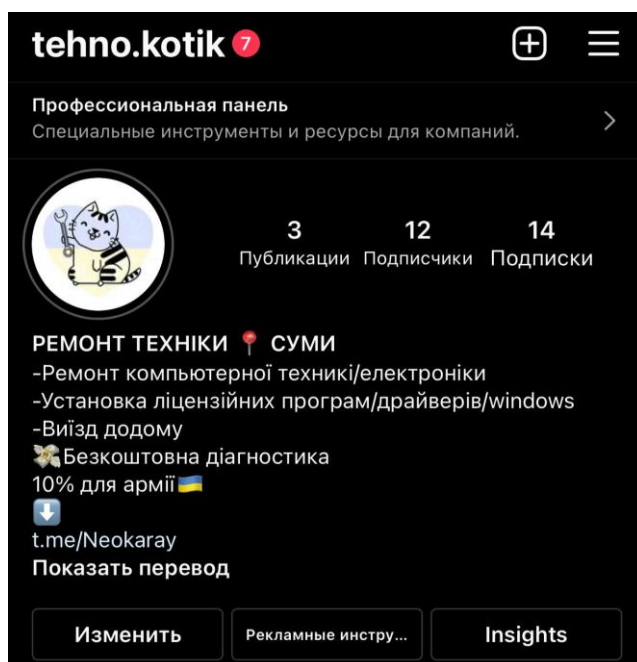 tehno.kotik 7
Профессиональная панель
Специальные инструменты и ресурсы для компаний.
3 12 14
Публикации Подписчики Подписки
РЕМОНТ ТЕХНІКИ 📍 СУМИ
-Ремонт компьютерної техникі/електроніки
-Установка ліцензійних програм/драйверів/windows
-Виїзд додому
💸Безкоштовна діагностика
10% для армії🇺🇦
⬇️
t.me/Neokaray
Показать перевод
Изменить Рекламные инстру... Insights